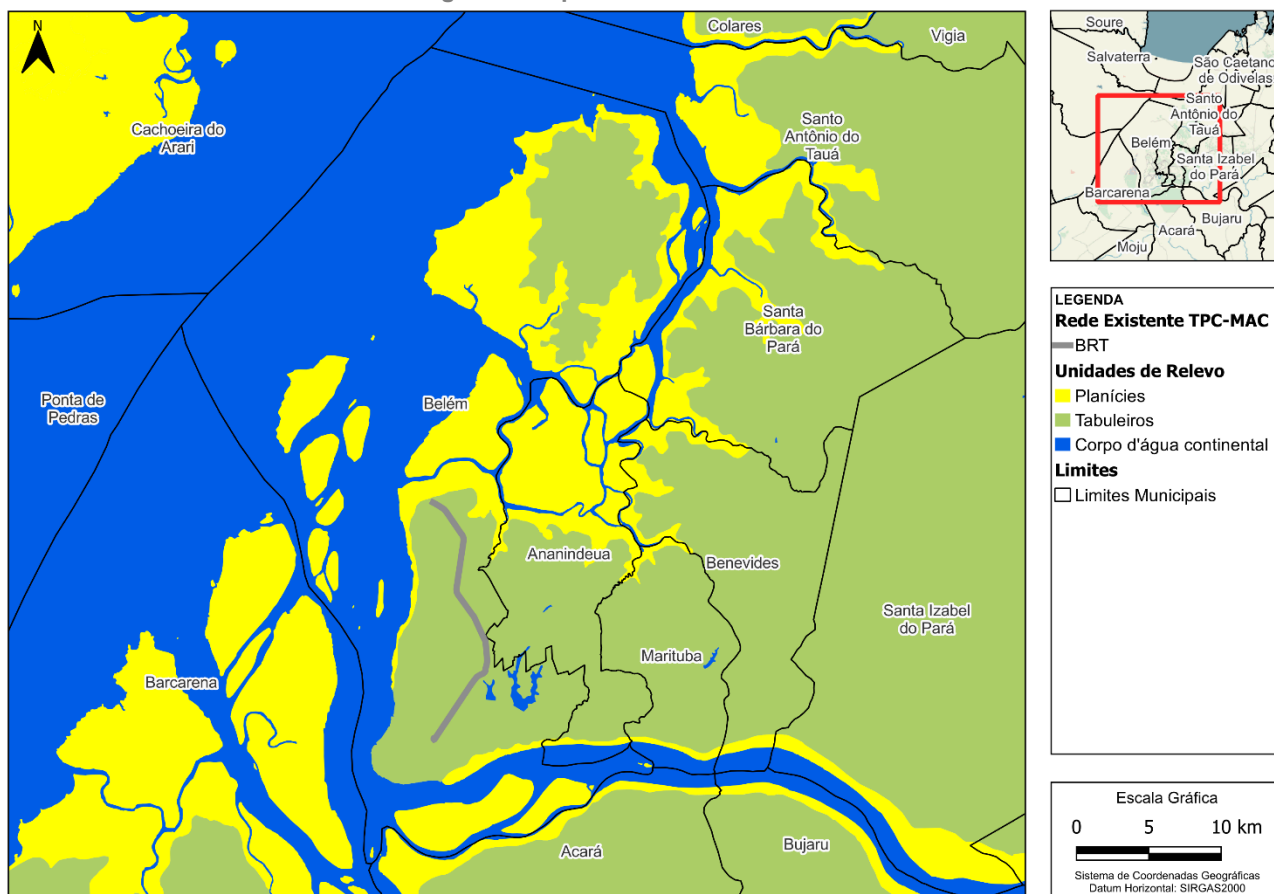 N
Colares
Vigia
Cachoeira do
Arari
Santo
Antônio do
Tauá
Santa
Bárbara do
Pará
Ponta de
Pedras
Belém
Ananindeua
Benevides
Santa Izabel
do Pará
Marituba
Barcarena
Acará
Bujaru
Soure
Salvaterra
São Caetano
de Odivelas
Santo
Antônio do
Tauá
Belém
Santa Izabel
do Pará
Barcarena
Bujaru
Acará
Moju
LEGENDA
Rede Existente TPC-MAC
BRT
Unidades de Relevo
Planícies
Tabuleiros
Corpo d'água continental
Limites
Limites Municipais
Escala Gráfica
0 5 10 km
Sistema de Coordenadas Geográficas
Datum Horizontal: SIRGAS2000